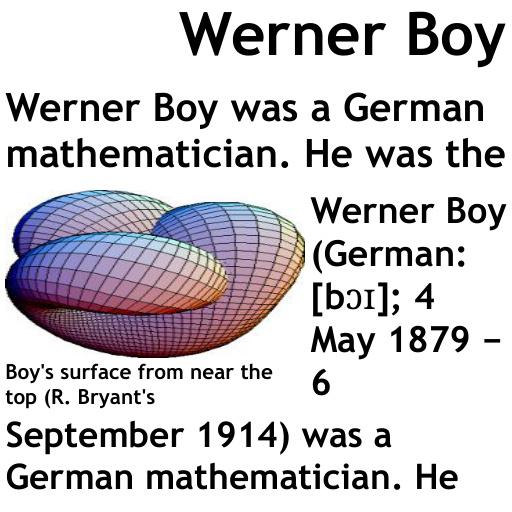 Werner Boy
Werner Boy was a German
mathematician. He was the
Werner Boy
(German:
[bɔɪ]; 4
May 1879 –
6
Boy's surface from near the
top (R. Bryant's
September 1914) was a
German mathematician. He